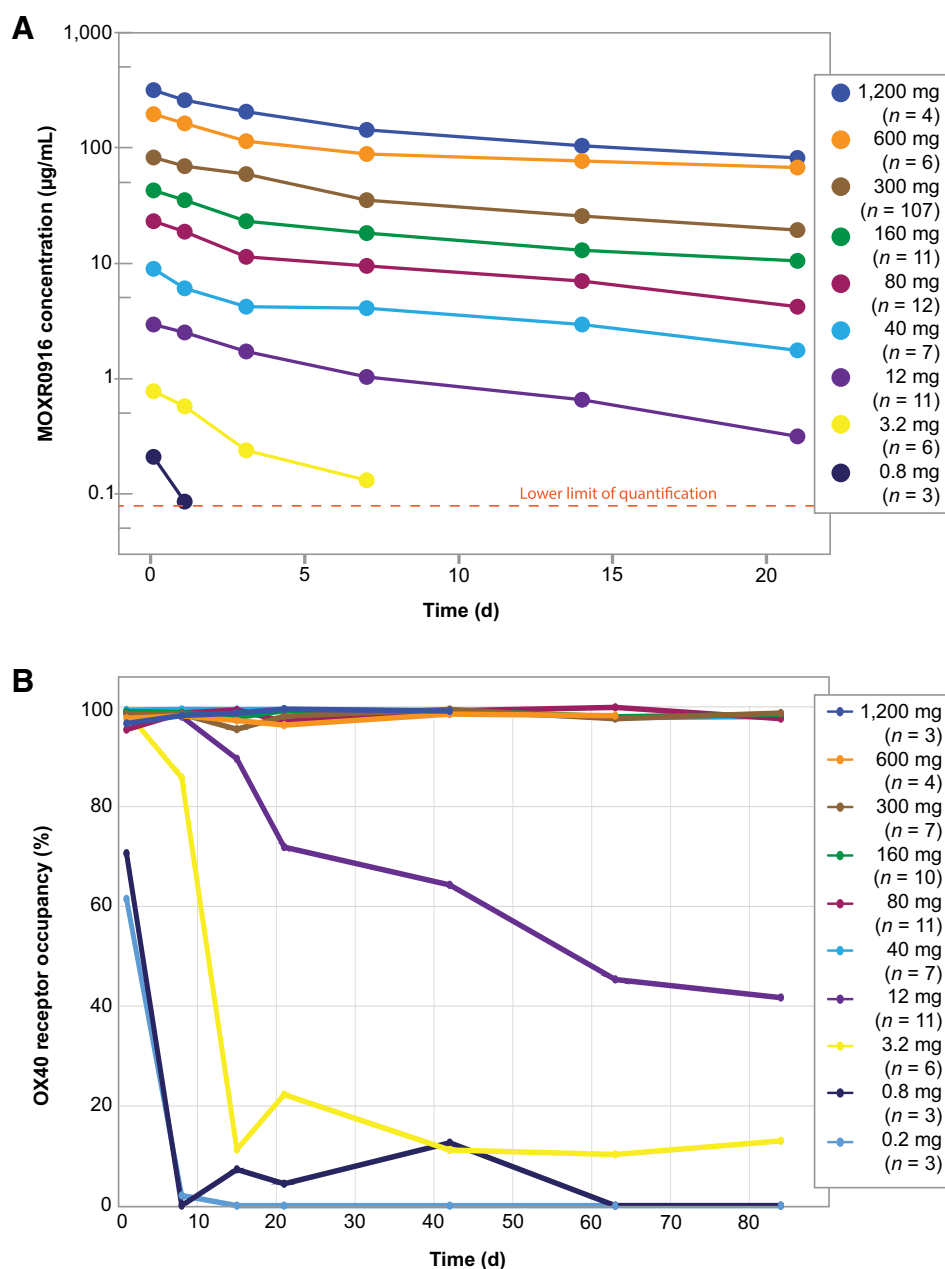 A
1,000
100
10
1
0.1
MOXR0916 concentration (µg/mL)
Lower limit of quantification
0
5
10
15
20
Time (d)
1,200 mg
(n = 4)
600 mg
(n = 6)
300 mg
(n = 107)
160 mg
(n = 11)
80 mg
(n = 12)
40 mg
(n = 7)
12 mg
(n = 11)
3.2 mg
(n = 6)
0.8 mg
(n = 3)
B
100
80
60
40
20
0
OX40 receptor occupancy (%)
0
10
20
30
40
50
60
70
80
Time (d)
1,200 mg
(n = 3)
600 mg
(n = 4)
300 mg
(n = 7)
160 mg
(n = 10)
80 mg
(n = 11)
40 mg
(n = 7)
12 mg
(n = 11)
3.2 mg
(n = 6)
0.8 mg
(n = 3)
0.2 mg
(n = 3)